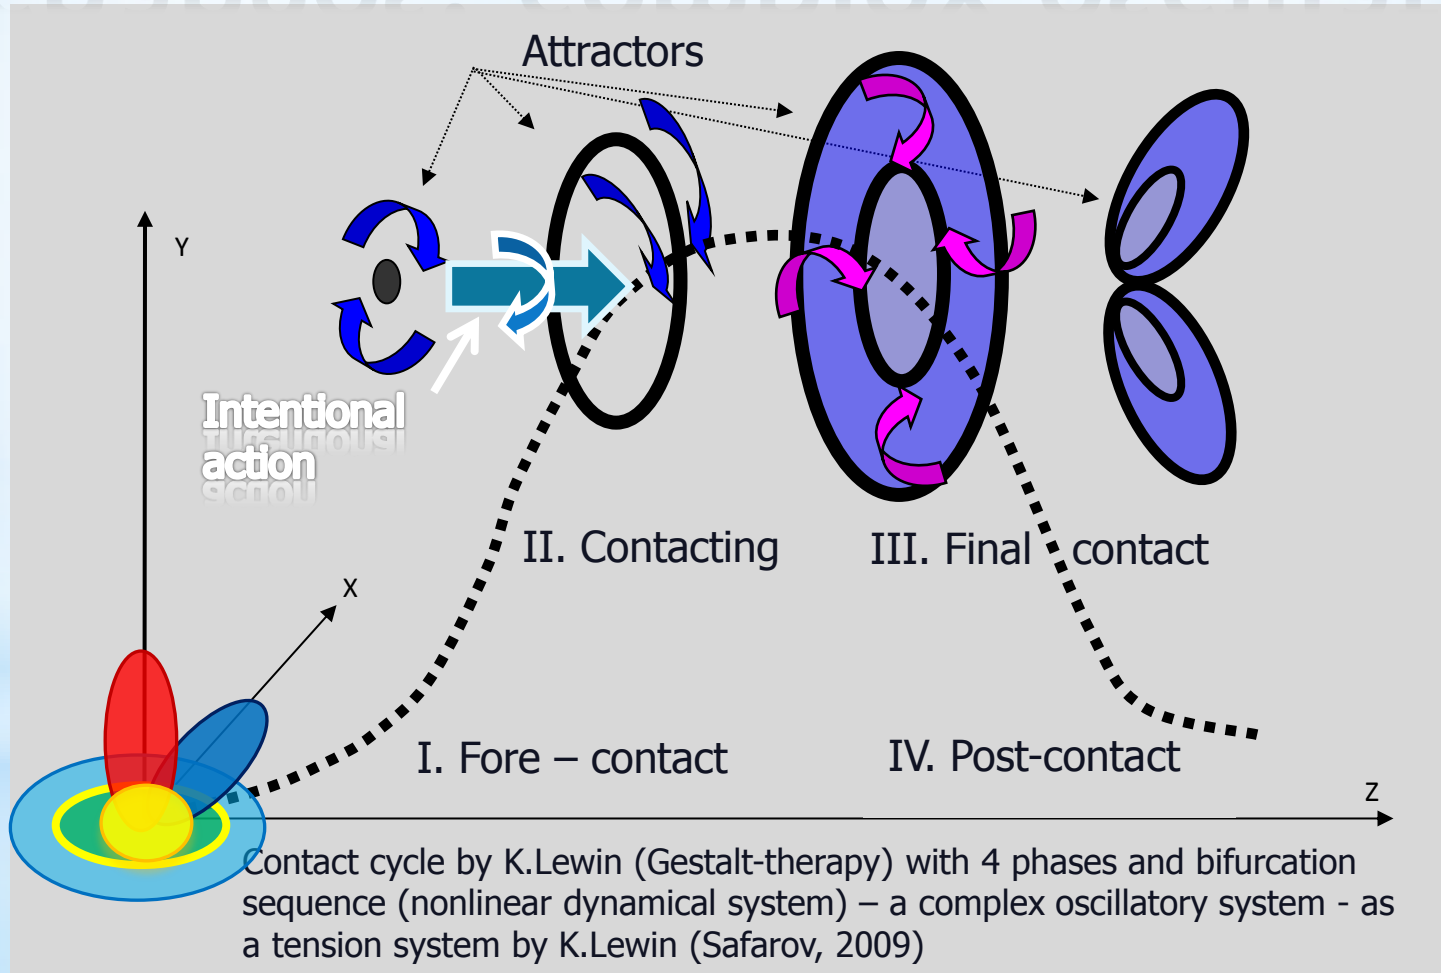 Attractors
Y
Intentional
action
II. Contacting
III. Final contact
X
I. Fore – contact
IV. Post-contact
Z
Contact cycle by K.Lewin (Gestalt-therapy) with 4 phases and bifurcation
sequence (nonlinear dynamical system) – a complex oscillatory system - as
a tension system by K.Lewin (Safarov, 2009)